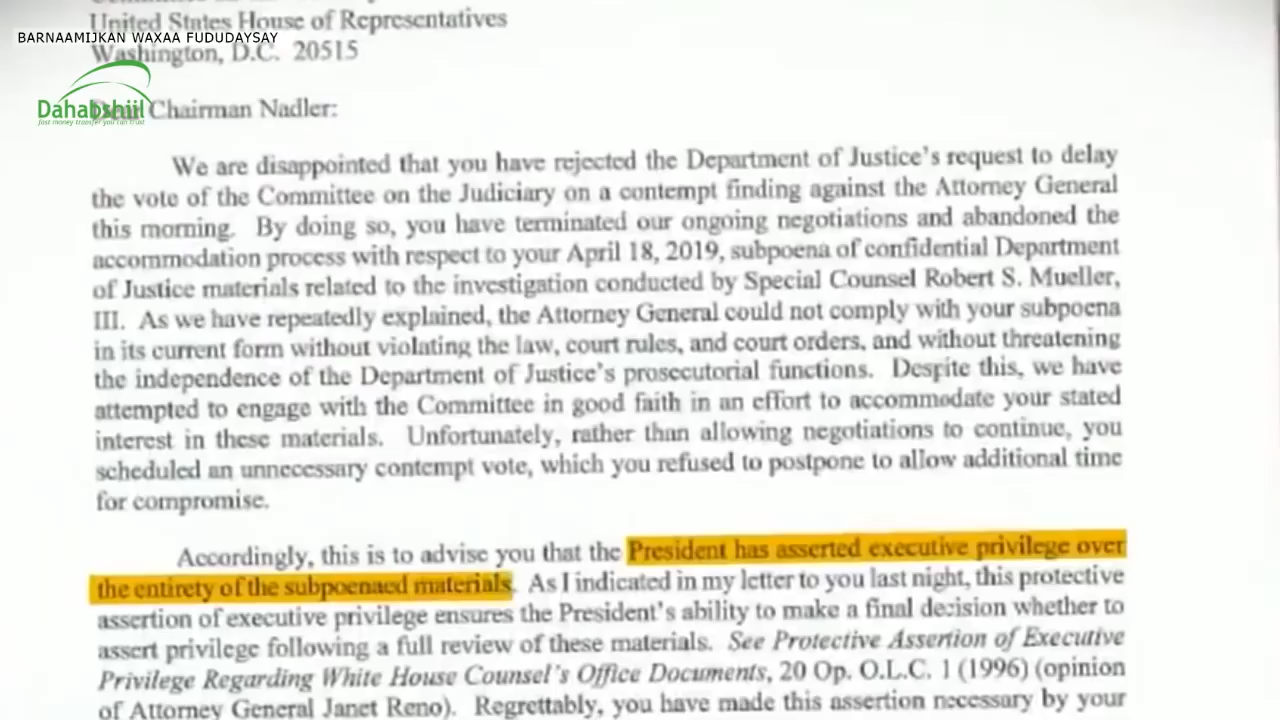 United States House of Representatives
BARNAAMIJKAN WAXAA FUDUDAYSAY
Washington, D.C. 20515
Dahabshiil
fast money transfer you can trust
Dear Chairman Nadler:
We are disappointed that you have rejected the Department of Justice's request to delay
the vote of the Committee on the Judiciary on a contempt finding against the Attorney General
this morning. By doing so, you have terminated our ongoing negotiations and abandoned the
accommodation process with respect to your April 18, 2019, subpoena of confidential Department
of Justice materials related to the investigation conducted by Special Counsel Robert S. Mueller,
III. As we have repeatedly explained, the Attorney General could not comply with your subpoena
in its current form without violating the law, court rules, and court orders, and without threatening
the independence of the Department of Justice's prosecutorial functions. Despite this, we have
attempted to engage with the Committee in good faith in an effort to accommodate your stated
interest in these materials. Unfortunately, rather than allowing negotiations to continue, you
scheduled an unnecessary contempt vote, which you refused to postpone to allow additional time
for compromise.
Accordingly, this is to advise you that the President has asserted executive privilege over
the entirety of the subpoenaed materials. As I indicated in my letter to you last night, this protective
assertion of executive privilege ensures the President's ability to make a final decision whether to
assert privilege following a full review of these materials. See Protective Assertion of Executive
Privilege Regarding White House Counsel's Office Documents, 20 Op. O.L.C. 1 (1996) (opinion
of Attorney General Janet Reno). Regrettably, you have made this assertion necessary by your